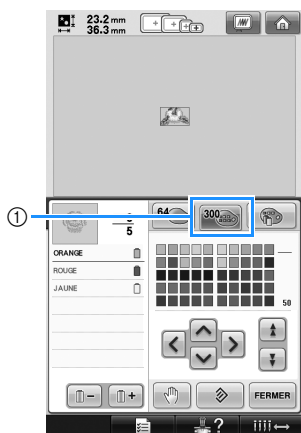 23.2 mm
36.3 mm
①
64
300
5
ORANGE
ROUGE
JAUNE
50
FERMER
?